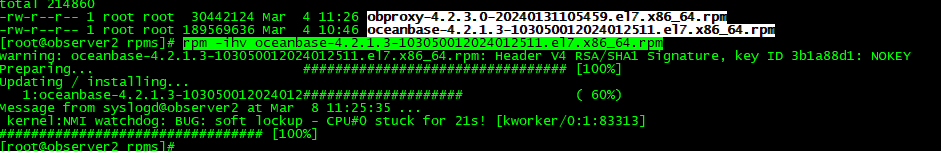 total 214860
-rw-r--r-- 1 root root  30442124 Mar  4 11:26 obproxy-4.2.3.0-20240131105459.el7.x86_64.rpm
-rw-r--r-- 1 root root 189569636 Mar  4 10:46 oceanbase-4.2.1.3-103050012024012511.el7.x86_64.rpm
[root@observer2 rpms]# rpm -ihv oceanbase-4.2.1.3-103050012024012511.el7.x86_64.rpm
warning: oceanbase-4.2.1.3-103050012024012511.el7.x86_64.rpm: Header V4 RSA/SHA1 Signature, key ID 3b1a88d1: NOKEY
Preparing...                          ################################# [100%]
Updating / installing...
   1:oceanbase-4.2.1.3-10305001202401​2####################              ( 60%)
Message from syslogd@observer2 at Mar  8 11:25:35 ...
 kernel:NMI watchdog: BUG: soft lockup - CPU#0 stuck for 21s! [kworker/0:1:83313]
################################# [100%]
[root@observer2 rpms]#